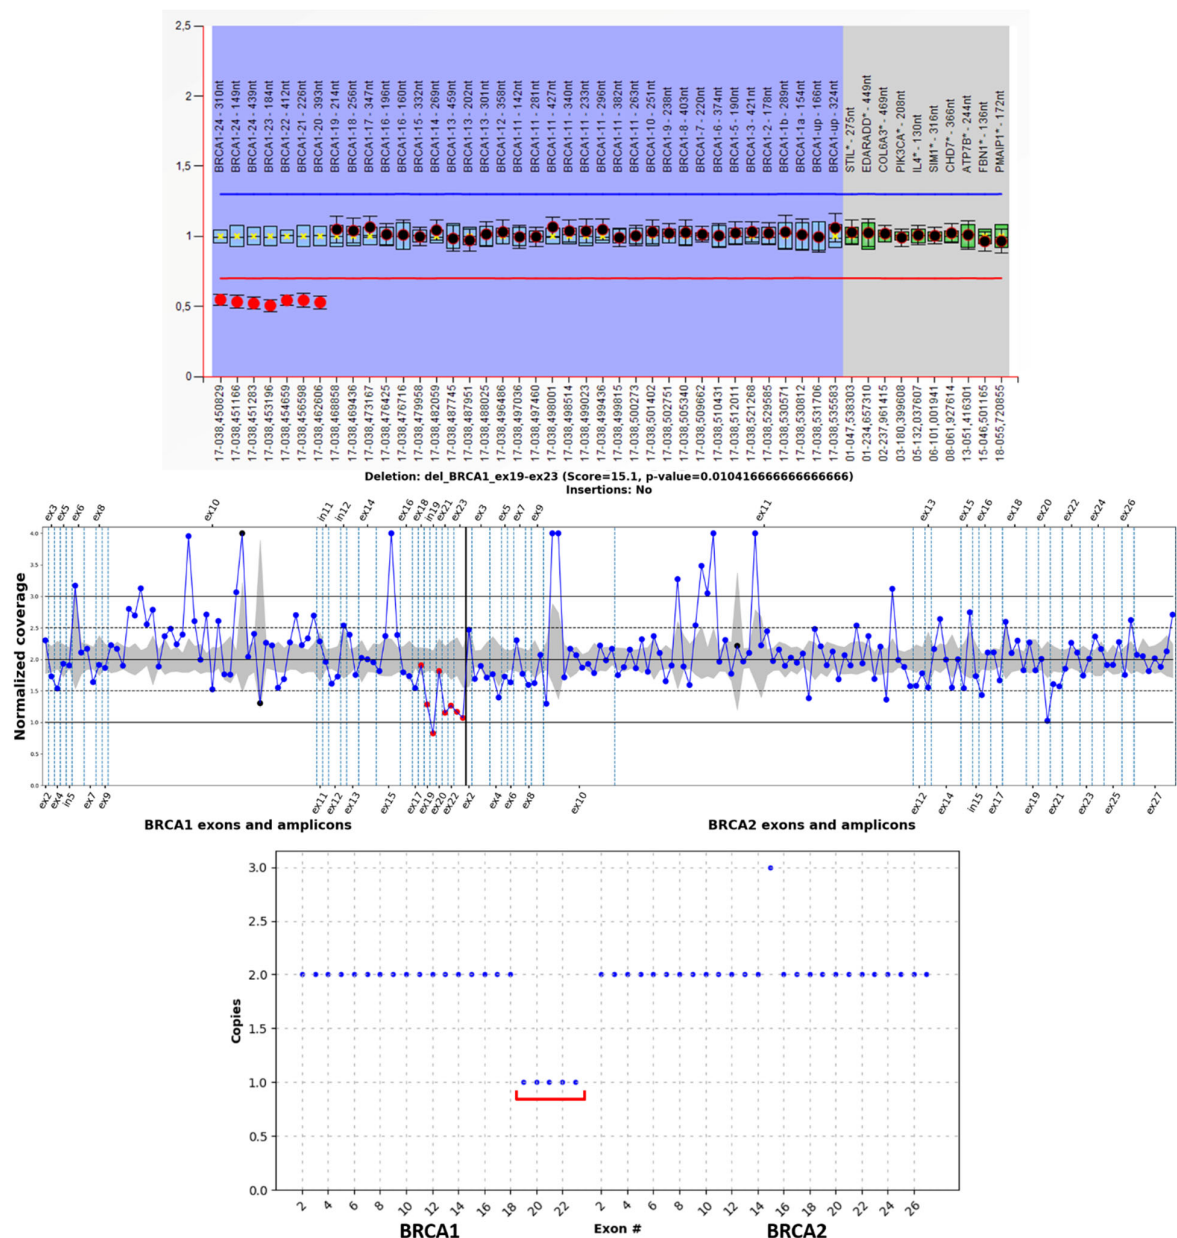 2,5
2
1,5
1
0,5
0
BRCA1-24 - 310nt
BRCA1-24 - 149nt
BRCA1-24 - 439nt
BRCA1-23 - 184nt
BRCA1-22 - 412nt
BRCA1-21 - 226nt
BRCA1-20 - 393nt
BRCA1-19 - 214nt
BRCA1-18 - 256nt
BRCA1-17 - 347nt
BRCA1-16 - 196nt
BRCA1-16 - 160nt
BRCA1-15 - 332nt
BRCA1-14 - 269nt
BRCA1-13 - 459nt
BRCA1-13 - 202nt
BRCA1-13 - 301nt
BRCA1-12 - 358nt
BRCA1-11 - 142nt
BRCA1-11 - 281nt
BRCA1-11 - 427nt
BRCA1-11 - 340nt
BRCA1-11 - 233nt
BRCA1-11 - 296nt
BRCA1-11 - 382nt
BRCA1-11 - 263nt
BRCA1-10 - 251nt
BRCA1-9 - 238nt
BRCA1-8 - 403nt
BRCA1-7 - 220nt
BRCA1-6 - 374nt
BRCA1-5 - 190nt
BRCA1-3 - 421nt
BRCA1-2 - 178nt
BRCA1-1b - 289nt
BRCA1-1a - 154nt
BRCA1-up - 166nt
BRCA1-up - 324nt
STIL* - 275nt
EDARADD* - 449nt
COL6A3* - 469nt
PIK3CA* - 208nt
IL4* - 130nt
SIM1* - 316nt
CHD7* - 366nt
ATP7B* - 244nt
FBN1* - 136nt
PMAIP1* - 172nt
17-038,450829
17-038,451166
17-038,451283
17-038,453196
17-038,454659
17-038,456598
17-038,462606
17-038,468858
17-038,469436
17-038,473167
17-038,476425
17-038,476716
17-038,479958
17-038,482059
17-038,487745
17-038,487951
17-038,488025
17-038,496486
17-038,497036
17-038,497460
17-038,498001
17-038,498514
17-038,499023
17-038,499436
17-038,499815
17-038,500273
17-038,501402
17-038,502751
17-038,505340
17-038,509662
17-038,510431
17-038,512011
17-038,521268
17-038,529585
17-038,530571
17-038,530812
17-038,531706
17-038,535583
01-047,538303
01-234,657310
02-237,961415
03-180,399608
05-132,037607
06-101,001941
08-061,927614
13-051,416301
15-046,501165
18-055,720855
Deletion: del_BRCA1_ex19-ex23 (Score=15.1, p-value=0.010416666666666666)
Insertions: No
ex3 ex5 ex6 ex8 ex10 in11 in12 ex14 ex16 ex18 in19 ex21 ex23 ex3 ex5 ex7 ex9 ex11 ex13 ex15 ex16 ex18 ex20 ex22 ex24 ex26
Normalized coverage
4.0
3.5
3.0
2.5
2.0
1.5
1.0
0.5
0.0
ex2 ex4 in5 ex7 ex9 ex11 ex12 ex13 ex15 ex17 ex19 ex20 ex22 ex2 ex4 ex6 ex8 ex10 ex12 ex14 in15 ex17 ex19 ex21 ex23 ex25 ex27
BRCA1 exons and amplicons BRCA2 exons and amplicons
Copies
3.0
2.5
2.0
1.5
1.0
0.5
0.0
2 4 6 8 10 12 14 16 18 20 22 2 4 6 8 10 12 14 16 18 20 22 24 26
BRCA1 Exon # BRCA2